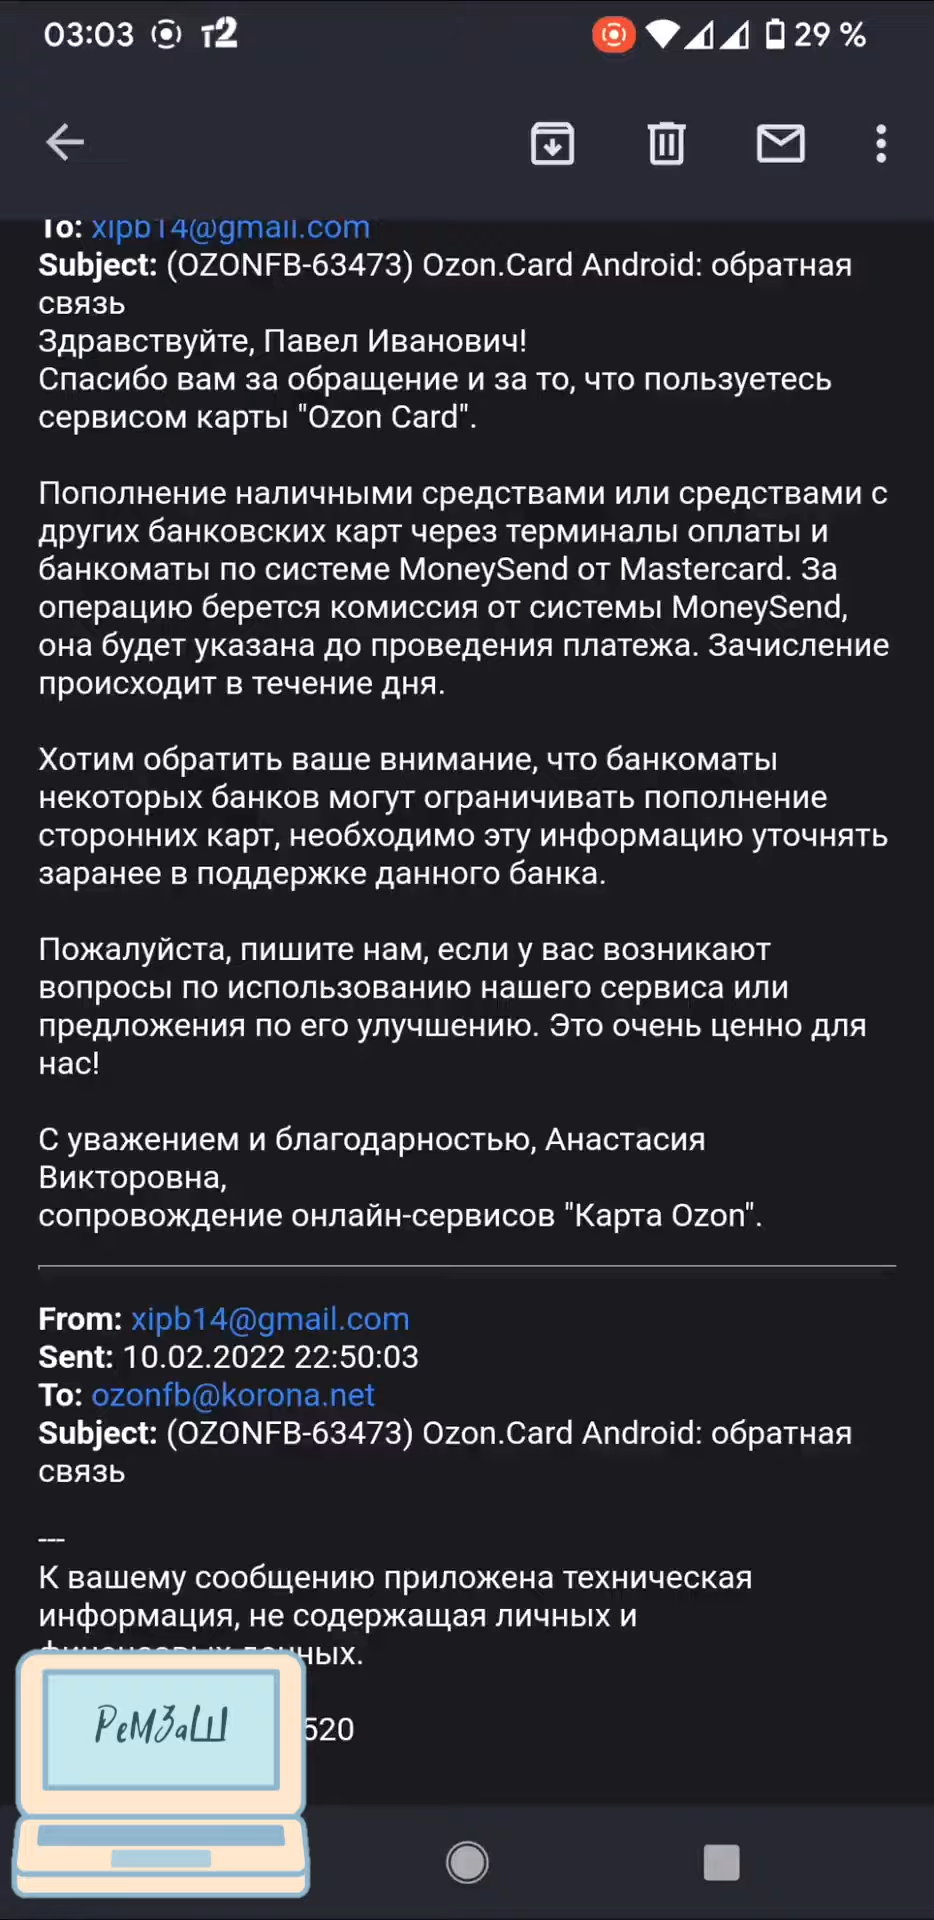 03:03 т2 29 %
To: xipb14@gmail.com
Subject: (OZONFB-63473) Ozon.Card Android: обратная
связь
Здравствуйте, Павел Иванович!
Спасибо вам за обращение и за то, что пользуетесь
сервисом карты "Ozon Card".
Пополнение наличными средствами или средствами с
других банковских карт через терминалы оплаты и
банкоматы по системе MoneySend от Mastercard. За
операцию берется комиссия от системы MoneySend,
она будет указана до проведения платежа. Зачисление
происходит в течение дня.
Хотим обратить ваше внимание, что банкоматы
некоторых банков могут ограничивать пополнение
сторонних карт, необходимо эту информацию уточнять
заранее в поддержке данного банка.
Пожалуйста, пишите нам, если у вас возникают
вопросы по использованию нашего сервиса или
предложения по его улучшению. Это очень ценно для
нас!
С уважением и благодарностью, Анастасия
Викторовна,
сопровождение онлайн-сервисов "Карта Ozon".
From: xipb14@gmail.com
Sent: 10.02.2022 22:50:03
To: ozonfb@korona.net
Subject: (OZONFB-63473) Ozon.Card Android: обратная
связь
---
К вашему сообщению приложена техническая
информация, не содержащая личных и
финансовых данных.
520
РеМЗаШ